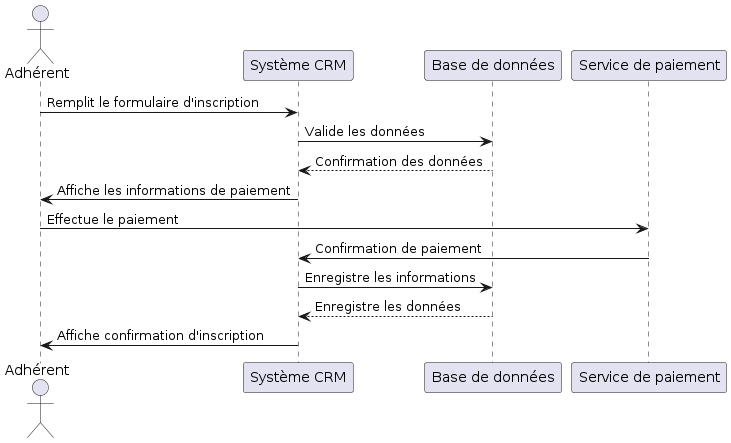 Adhérent
Système CRM
Base de données
Service de paiement
Remplit le formulaire d'inscription
Valide les données
Confirmation des données
Affiche les informations de paiement
Effectue le paiement
Confirmation de paiement
Enregistre les informations
Enregistre les données
Affiche confirmation d'inscription
Adhérent
Système CRM
Base de données
Service de paiement